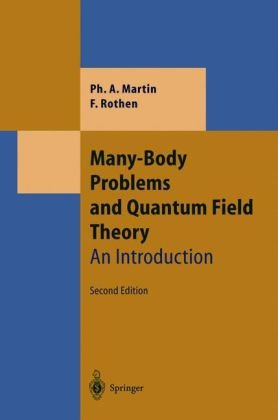 Ph. A. Martin
F. Rothen
Many-Body
Problems
and Quantum Field
Theory
An Introduction
Second Edition
Springer